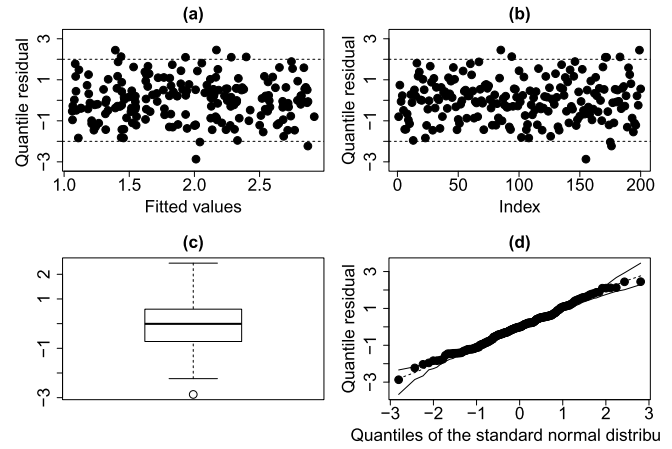 (a)
Quantile residual
3
1
−1
−3
1.0 1.5 2.0 2.5
Fitted values
(b)
Quantile residual
3
1
−1
−3
0 50 100 150 200
Index
(c)
2
1
−1
−3
(d)
Quantile residual
3
1
−1
−3
−3 −2 −1 0 1 2 3
Quantiles of the standard normal distribu